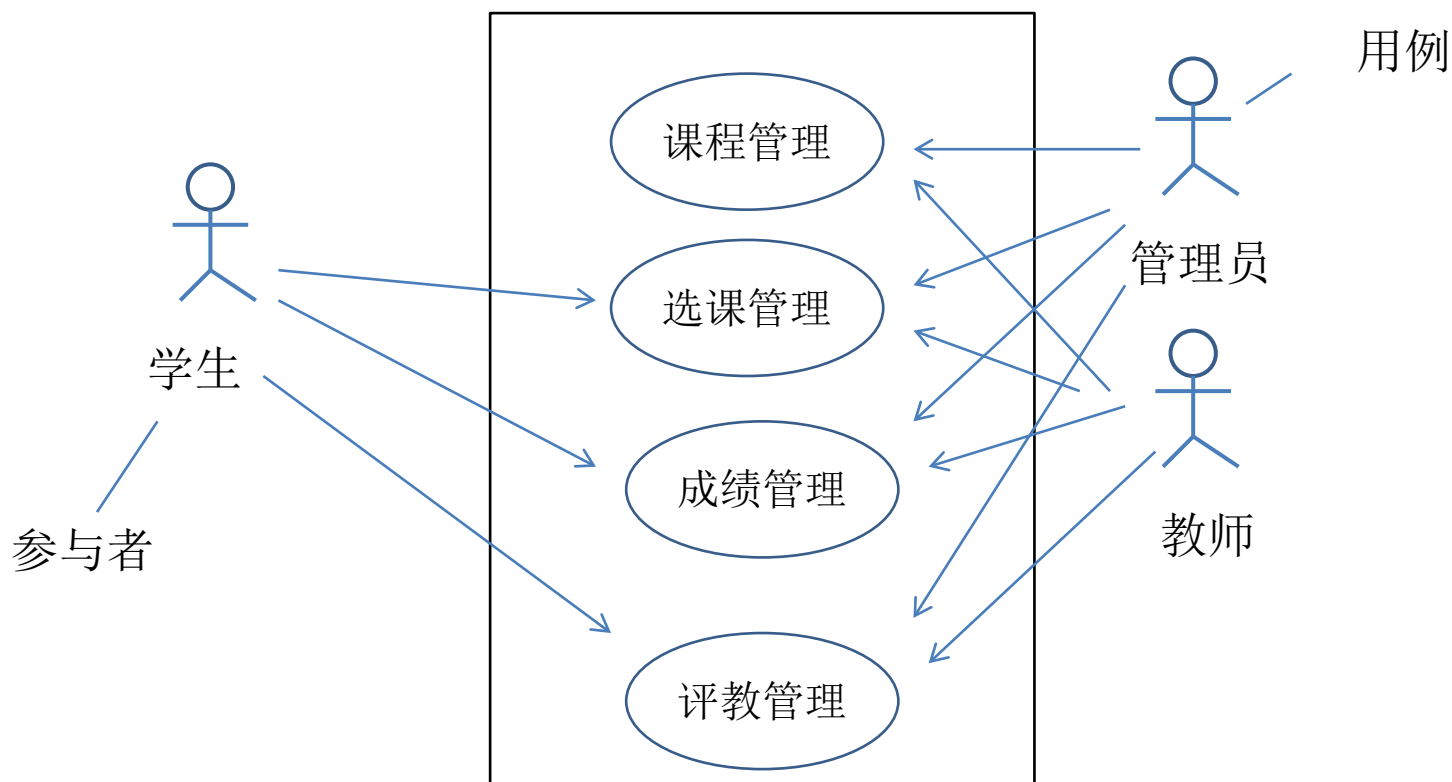 用例
课程管理
管理员
选课管理
学生
成绩管理
参与者
教师
评教管理